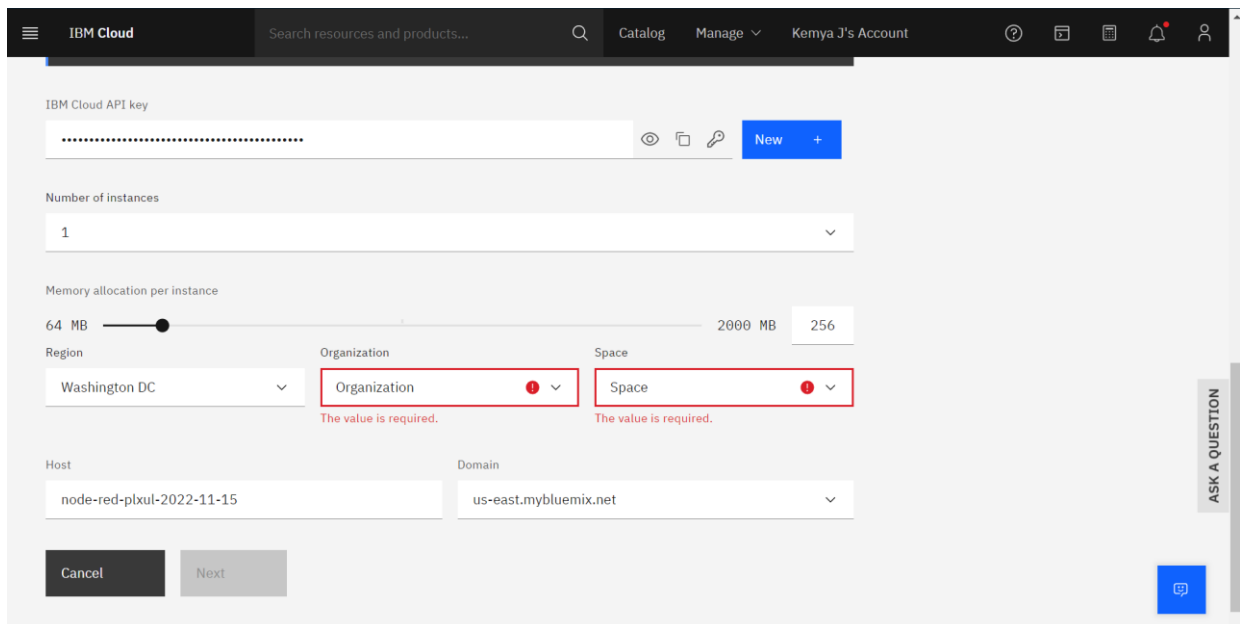 IBM Cloud Search resources and products... Catalog Manage Kemya J's Account
IBM Cloud API key
•••••••••••••••••••••••••••••••••••••••••••• New +
Number of instances
1
Memory allocation per instance
64 MB 2000 MB 256
Region Organization Space
Washington DC Organization Space
The value is required. The value is required.
Host Domain
node-red-plxul-2022-11-15 us-east.mybluemix.net
Cancel Next
ASK A QUESTION